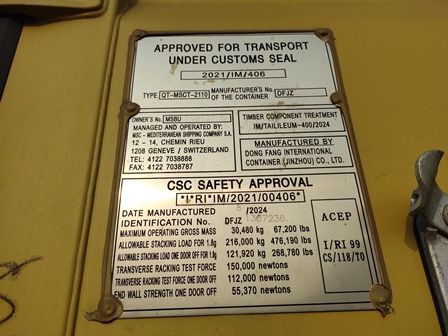 APPROVED FOR TRANSPORT
UNDER CUSTOMS SEAL
2021/IM/406
TYPE QT-MSCT-2110 MANUFACTURER'S No. OF THE CONTAINER DFJZ
OWNER'S No. MSBU
MANAGED AND OPERATED BY:
MSC - MEDITERRANEAN SHIPPING COMPANY S.A.
12 - 14, CHEMIN RIEU
1208 GENEVE / SWITZERLAND
TEL: 4122 7038888
FAX: 4122 7038787
TIMBER COMPONENT TREATMENT
IM/TAILILEUM-400/2024
MANUFACTURED BY
DONG FANG INTERNATIONAL
CONTAINER (JINZHOU) CO., LTD.
CSC SAFETY APPROVAL
*I*RI*IM/2021/00406*
DATE MANUFACTURED /2024
IDENTIFICATION No. DFJZ
MAXIMUM OPERATING GROSS MASS 30,480 kg 67,200 lbs
ALLOWABLE STACKING LOAD FOR 1.8g 216,000 kg 476,190 lbs
ALLOWABLE STACKING LOAD ONE DOOR OFF FOR 1.8g 121,920 kg 268,780 lbs
TRANSVERSE RACKING TEST FORCE 150,000 newtons
TRANSVERSE RACKING TEST FORCE ONE DOOR OFF 112,000 newtons
END WALL STRENGTH ONE DOOR OFF 55,370 newtons
ACEP
I/RI 99
CS/118/TO